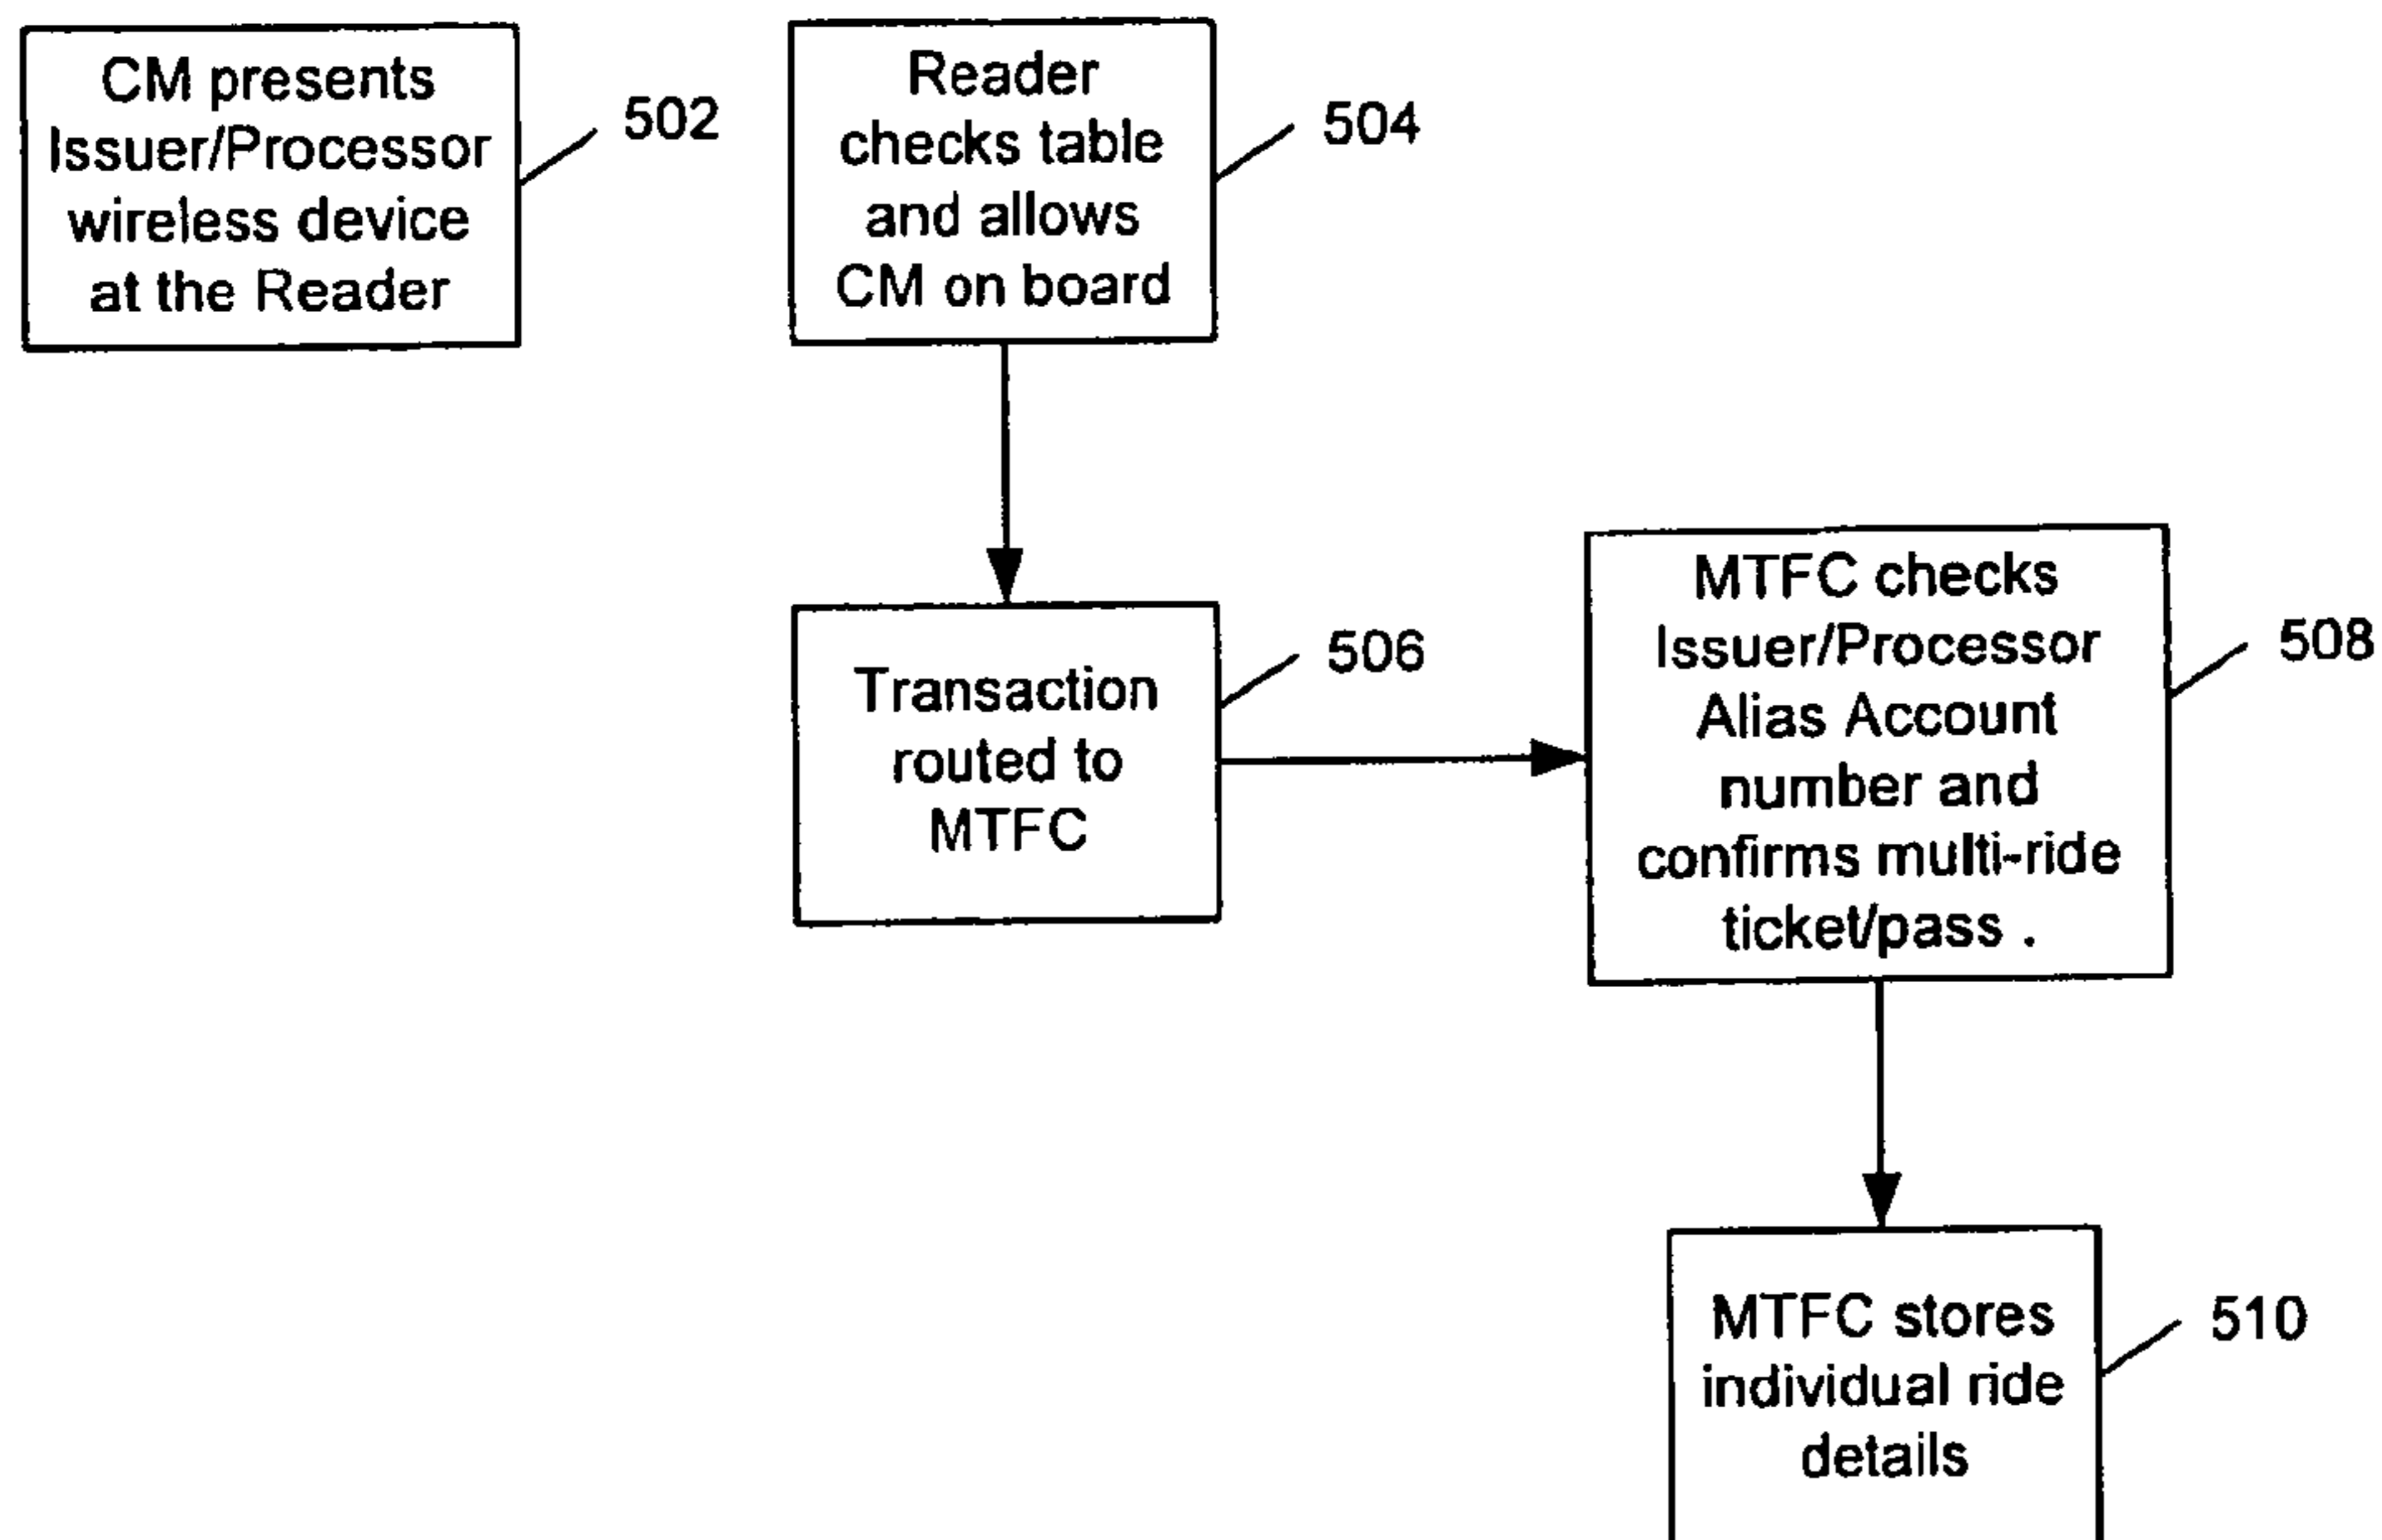 CM presents
Issuer/Processor
wireless device
at the Reader
502
Reader
checks table
and allows
CM on board
504
Transaction
routed to
MTFC
506
MTFC checks
Issuer/Processor
Alias Account
number and
confirms multi-ride
ticket/pass .
508
MTFC stores
individual ride
details
510